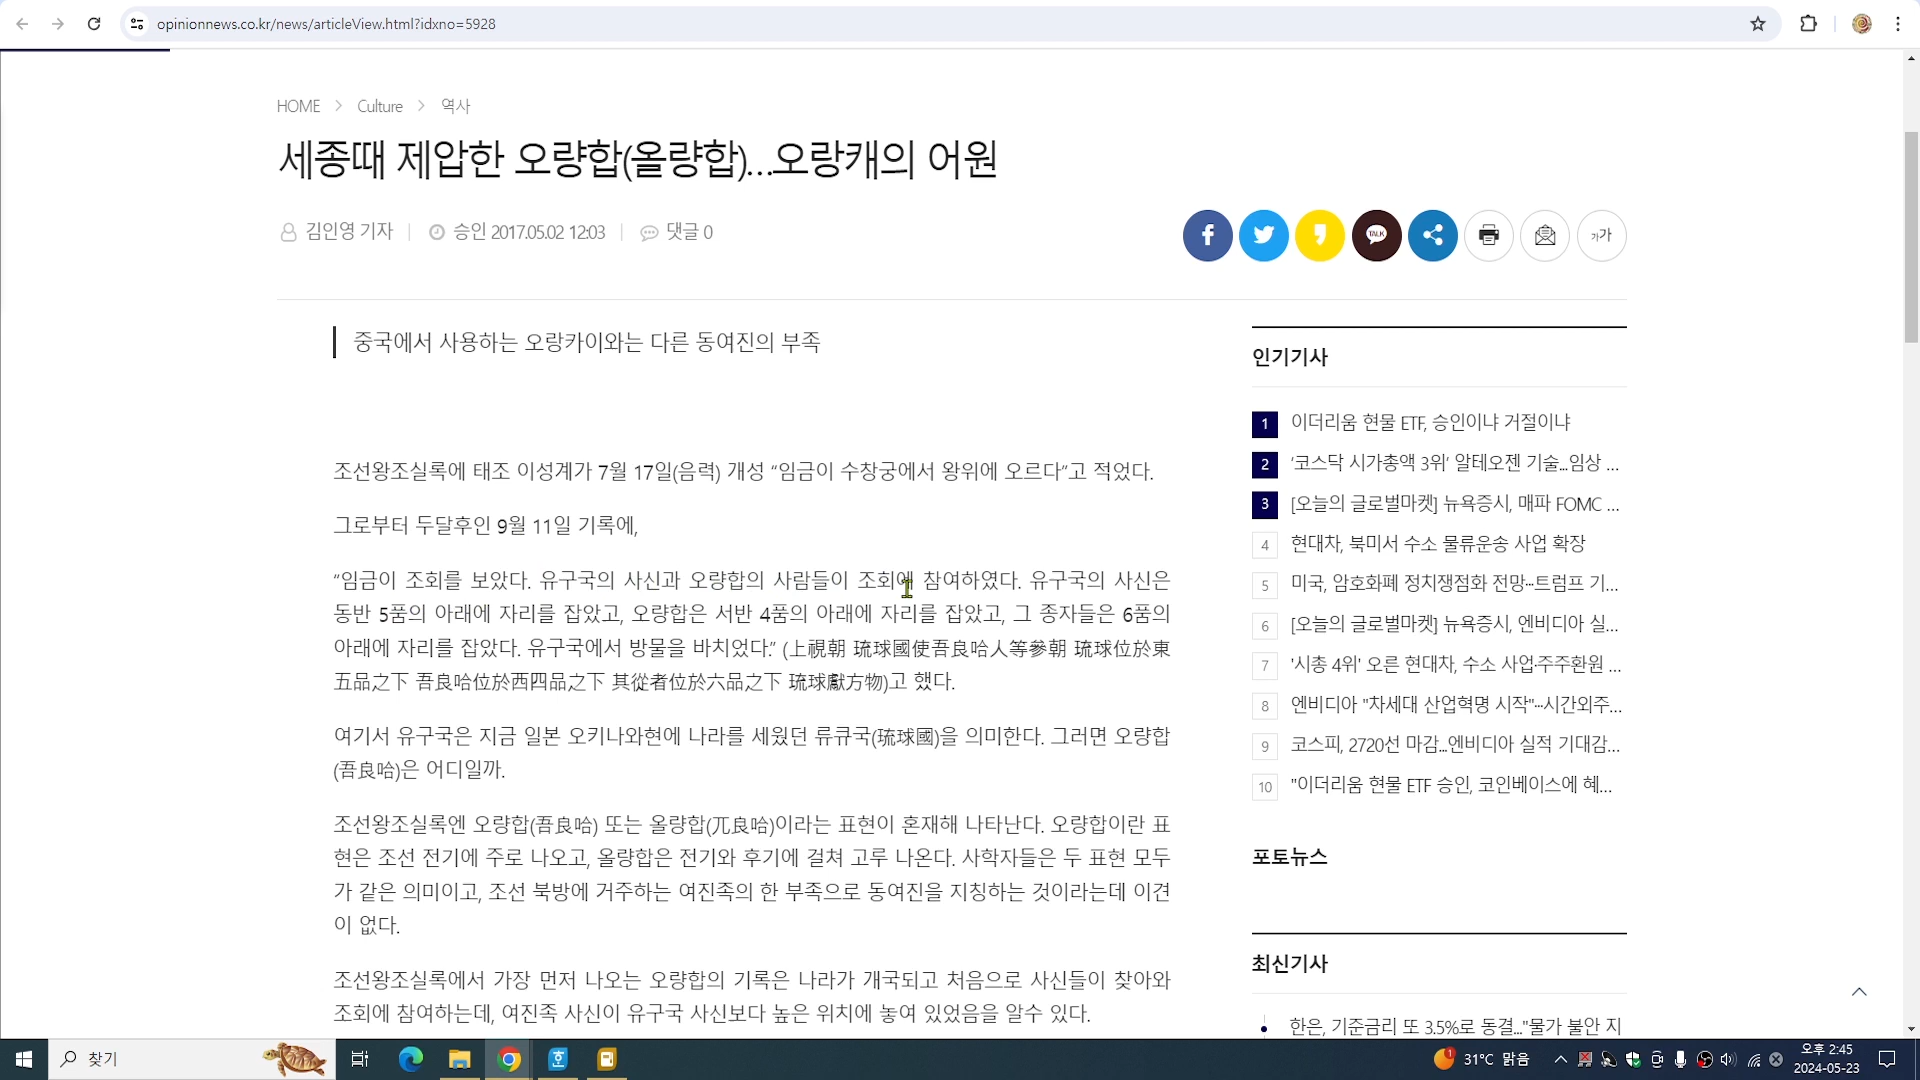 opinionnews.co.kr/news/articleView.html?idxno=5928
HOME > Culture > 역사
세종때 제압한 오량합(올량합)...오랑캐의 어원
김인영 기자 | 승인 2017.05.02 12:03 | 댓글 0
TALK
가가
중국에서 사용하는 오랑카이와는 다른 동여진의 부족
조선왕조실록에 태조 이성계가 7월 17일(음력) 개성 “임금이 수창궁에서 왕위에 오르다”고 적었다.
그로부터 두달후인 9월 11일 기록에,
“임금이 조회를 보았다. 유구국의 사신과 오량합의 사람들이 조회에 참여하였다. 유구국의 사신은
동반 5품의 아래에 자리를 잡았고, 오량합은 서반 4품의 아래에 자리를 잡았고, 그 종자들은 6품의
아래에 자리를 잡았다. 유구국에서 방물을 바치었다.” (上視朝 琉球國使吾良哈人等參朝 琉球位於東
五品之下 吾良哈位於西四品之下 其從者位於六品之下 琉球獻方物)고 했다.
여기서 유구국은 지금 일본 오키나와현에 나라를 세웠던 류큐국(琉球國)을 의미한다. 그러면 오량합
(吾良哈)은 어디일까.
조선왕조실록엔 오량합(吾良哈) 또는 올량합(兀良哈)이라는 표현이 혼재해 나타난다. 오량합이란 표
현은 조선 전기에 주로 나오고, 올량합은 전기와 후기에 걸쳐 고루 나온다. 사학자들은 두 표현 모두
가 같은 의미이고, 조선 북방에 거주하는 여진족의 한 부족으로 동여진을 지칭하는 것이라는데 이견
이 없다.
조선왕조실록에서 가장 먼저 나오는 오량합의 기록은 나라가 개국되고 처음으로 사신들이 찾아와
조회에 참여하는데, 여진족 사신이 유구국 사신보다 높은 위치에 놓여 있었음을 알수 있다.
인기기사
1 이더리움 현물 ETF, 승인이냐 거절이냐
2 ‘코스닥 시가총액 3위‘ 알테오젠 기술...임상 ...
3 [오늘의 글로벌마켓] 뉴욕증시, 매파 FOMC ...
4 현대차, 북미서 수소 물류운송 사업 확장
5 미국, 암호화폐 정치쟁점화 전망···트럼프 기...
6 [오늘의 글로벌마켓] 뉴욕증시, 엔비디아 실...
7 '시총 4위' 오른 현대차, 수소 사업·주주환원 ...
8 엔비디아 "차세대 산업혁명 시작"···시간외주...
9 코스피, 2720선 마감...엔비디아 실적 기대감...
10 "이더리움 현물 ETF 승인, 코인베이스에 혜...
포토뉴스
최신기사
한은, 기준금리 또 3.5%로 동결..."물가 불안 지
찾기
1
31°C 맑음
오후 2:45
2024-05-23